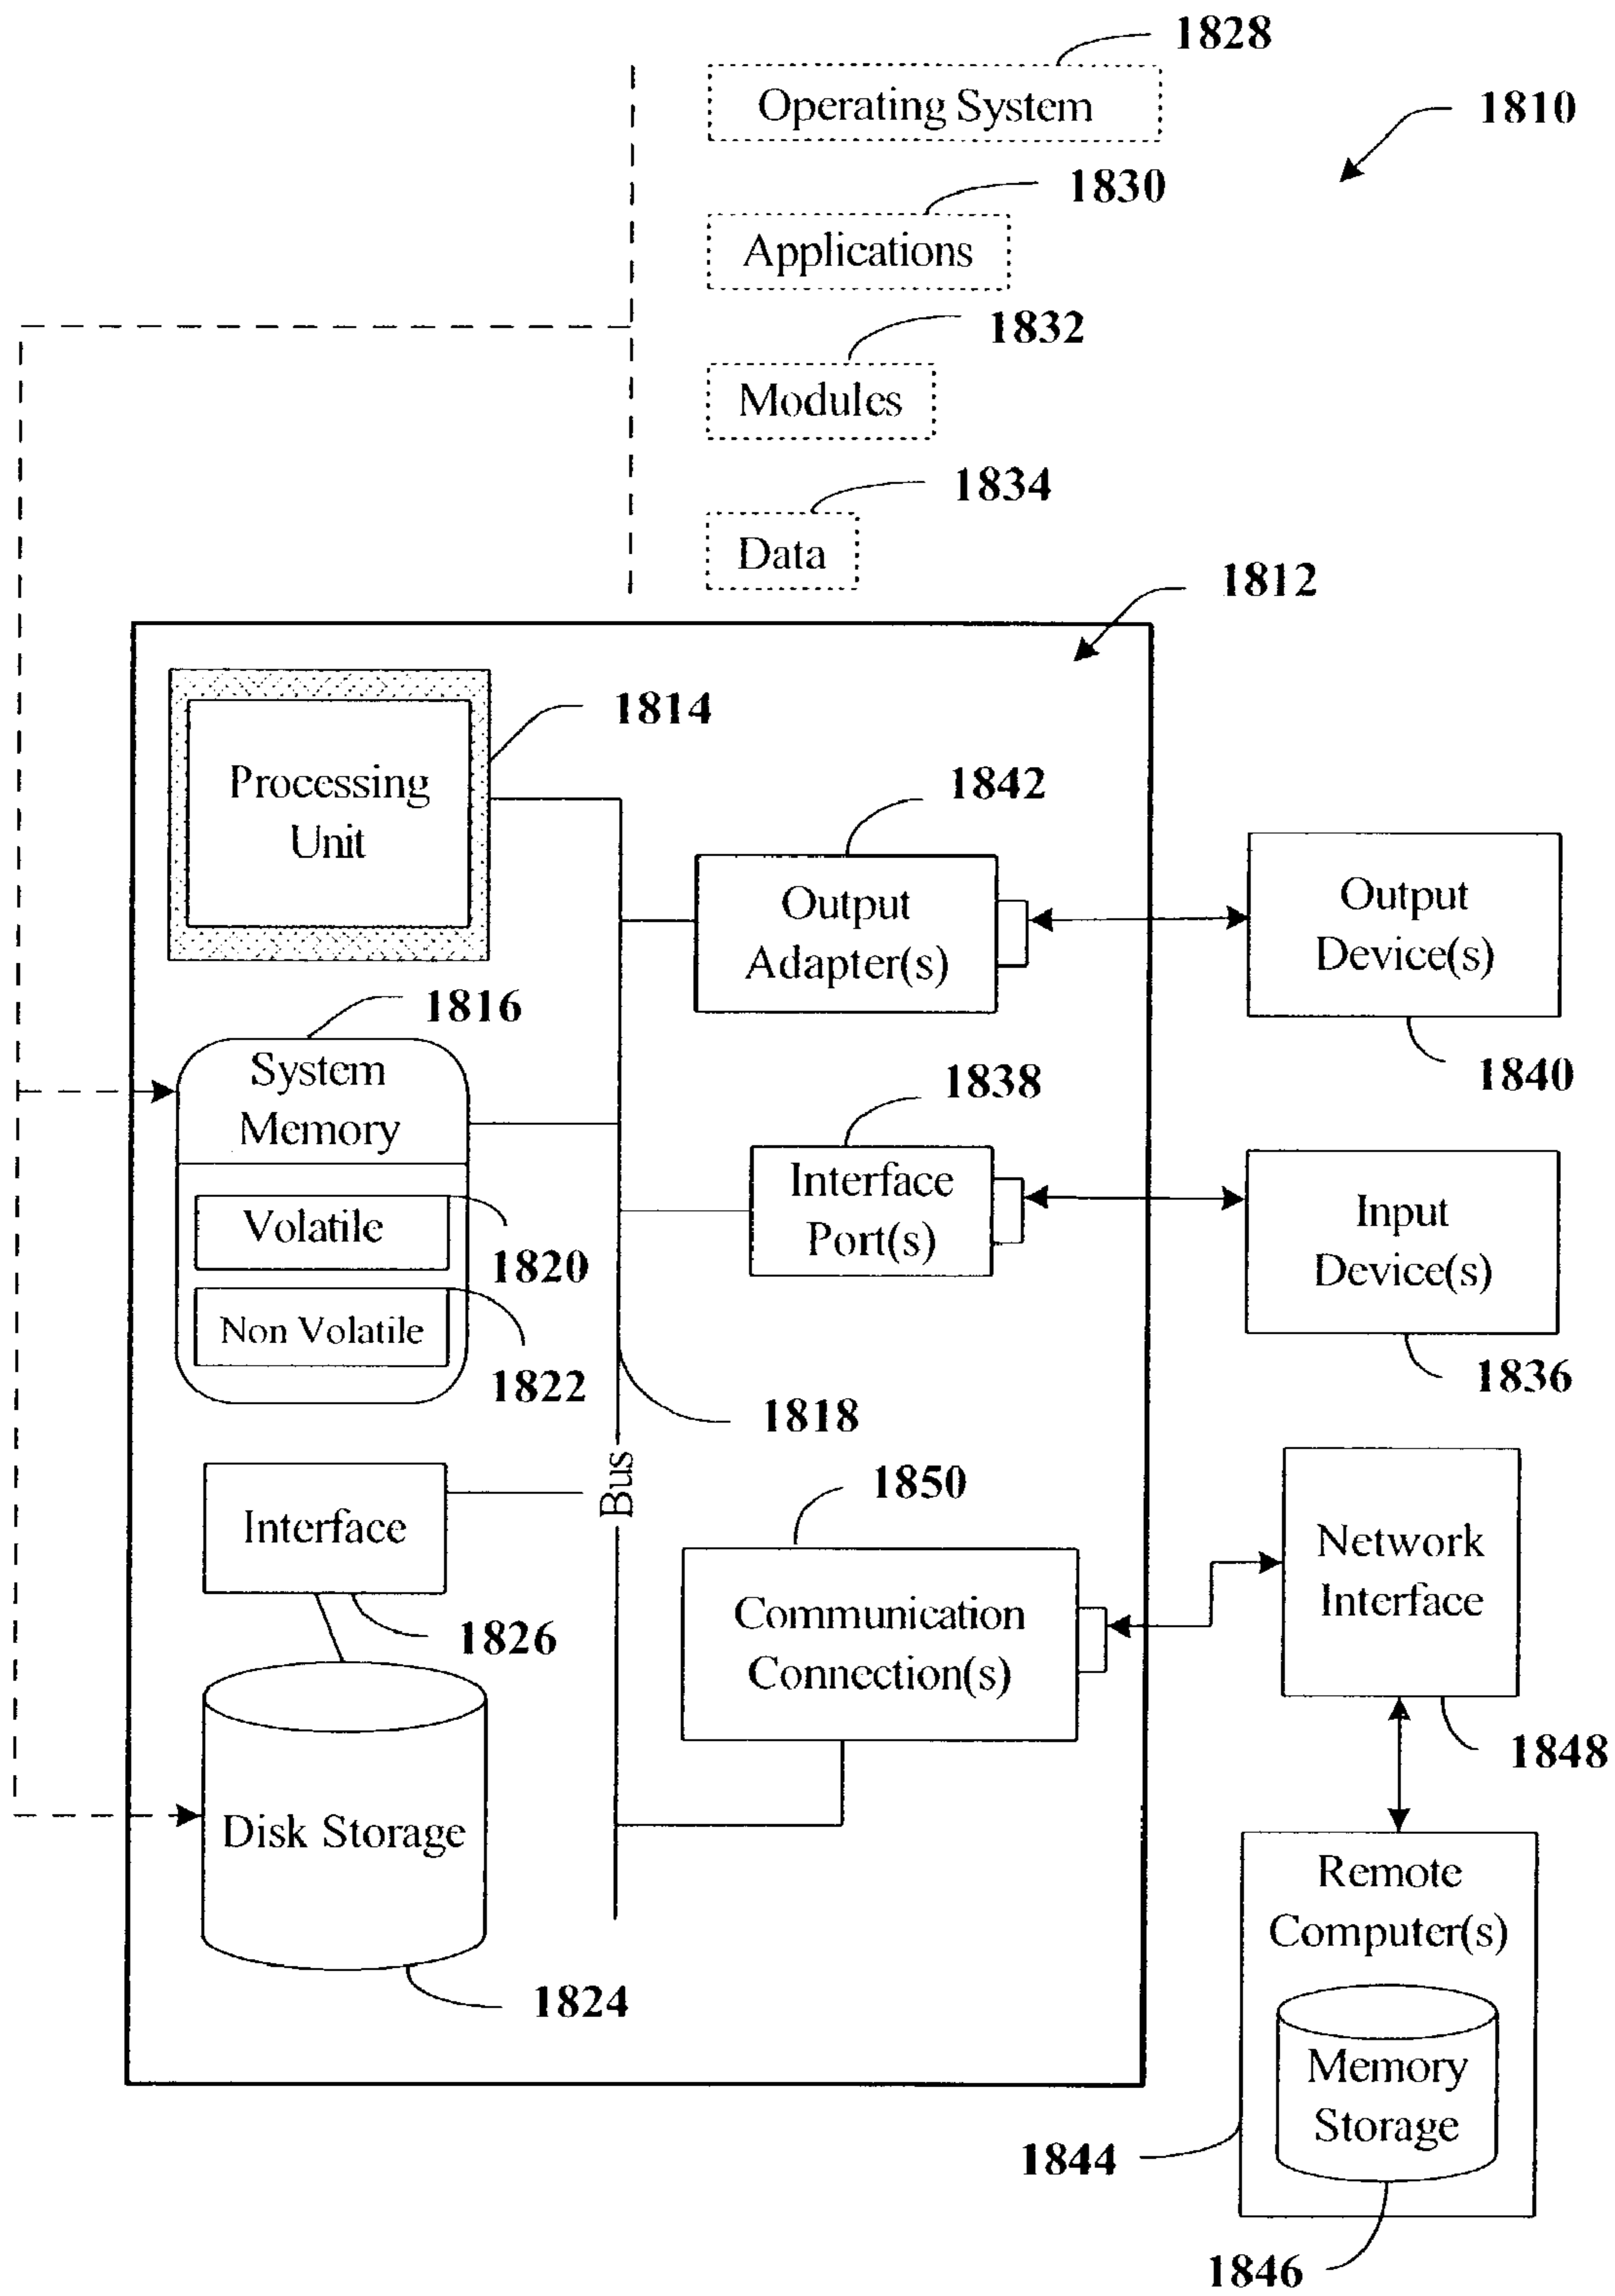 1828
Operating System
1810
1830
Applications
1832
Modules
1834
Data
1812
1814
Processing
Unit
1842
Output
Adapter(s)
Output
Device(s)
1840
1816
System
Memory
1838
Interface
Port(s)
Input
Device(s)
1836
Volatile
1820
Non Volatile
1822
1818
Bus
1850
Interface
1826
Communication
Connection(s)
Network
Interface
1848
Disk Storage
1824
Remote
Computer(s)
Memory
Storage
1844
1846